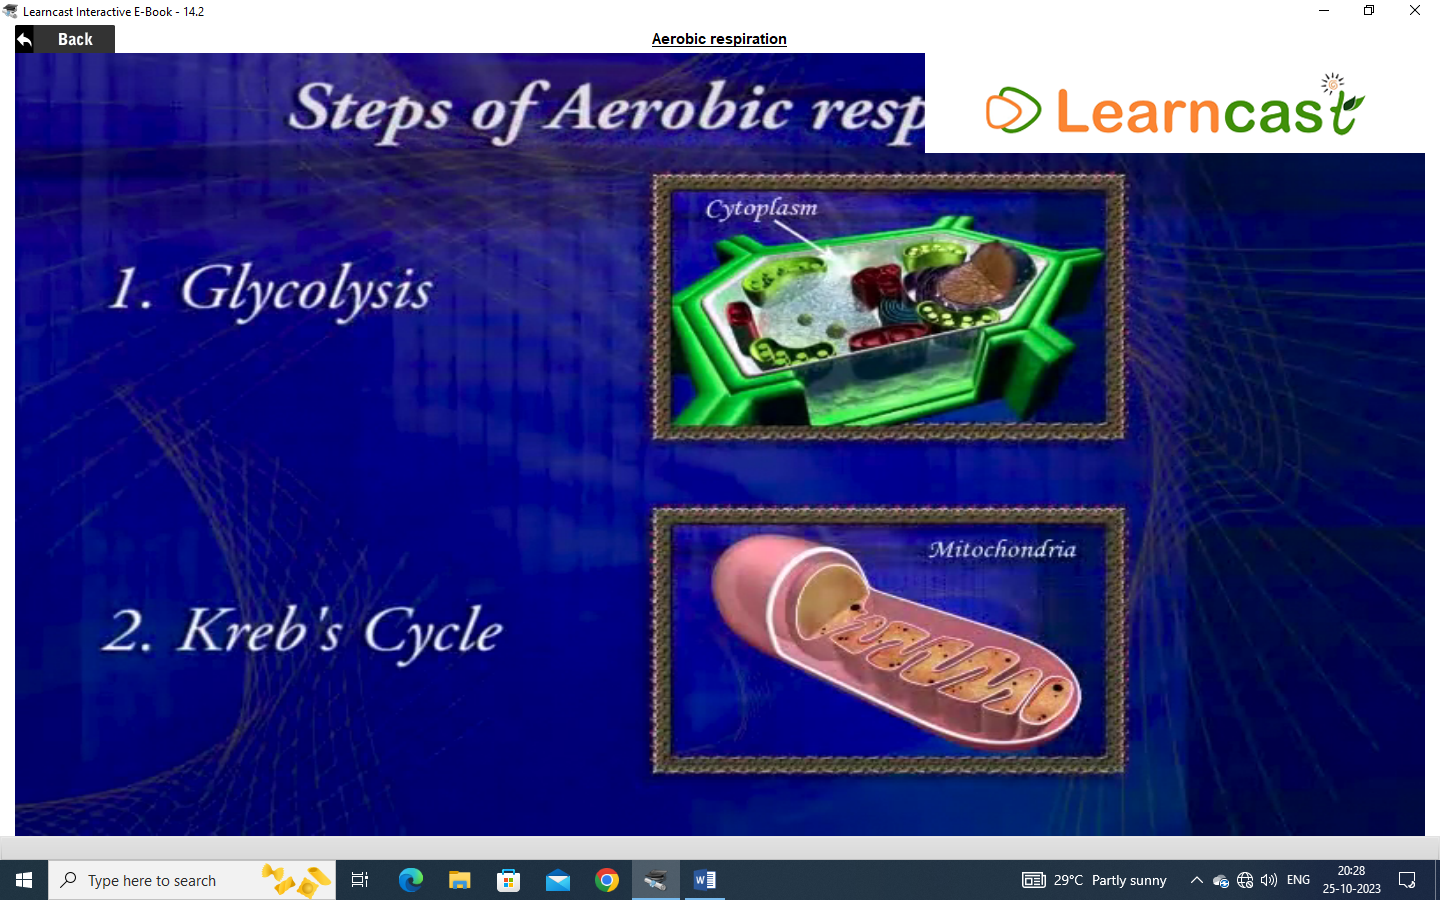 Learncast Interactive E-Book - 14.2
Back
Aerobic respiration
Steps of Aerobic resp
Learncast
Cytoplasm
1. Glycolysis
Mitochondria
2. Kreb's Cycle
Type here to search
29°C Partly sunny
ENG
20:28
25-10-2023